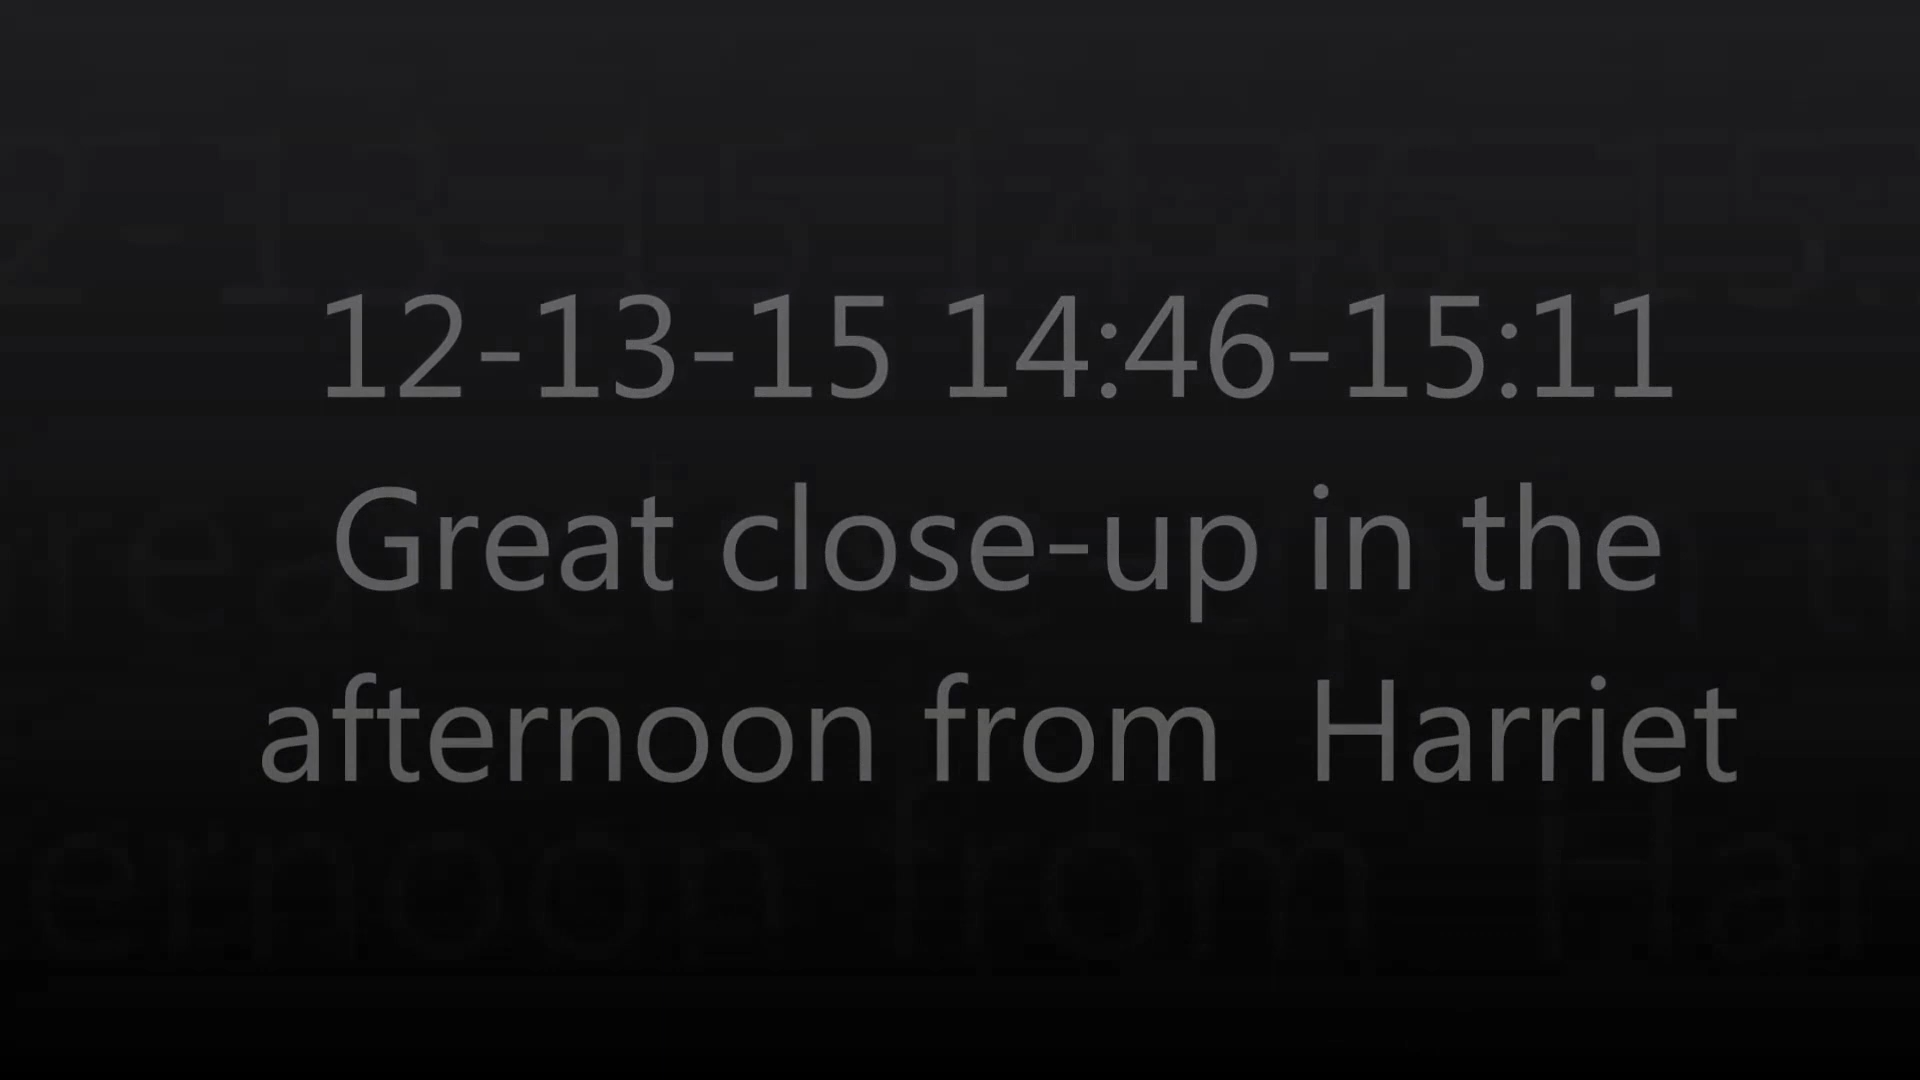 12-13-15 14:46-15:11
Great close-up in the
afternoon from  Harriet